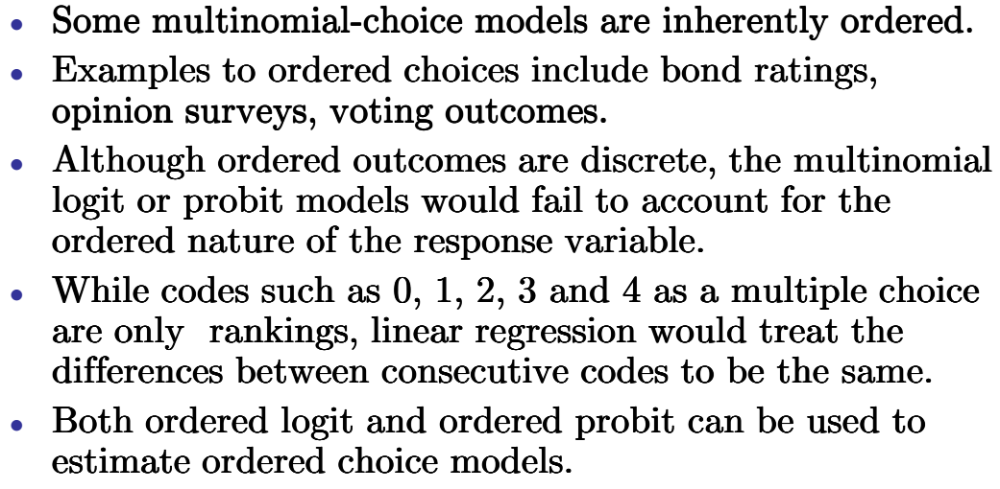 • Some multinomial-choice models are inherently ordered.
• Examples to ordered choices include bond ratings,
opinion surveys, voting outcomes.
• Although ordered outcomes are discrete, the multinomial
logit or probit models would fail to account for the
ordered nature of the response variable.
• While codes such as 0, 1, 2, 3 and 4 as a multiple choice
are only rankings, linear regression would treat the
differences between consecutive codes to be the same.
• Both ordered logit and ordered probit can be used to
estimate ordered choice models.